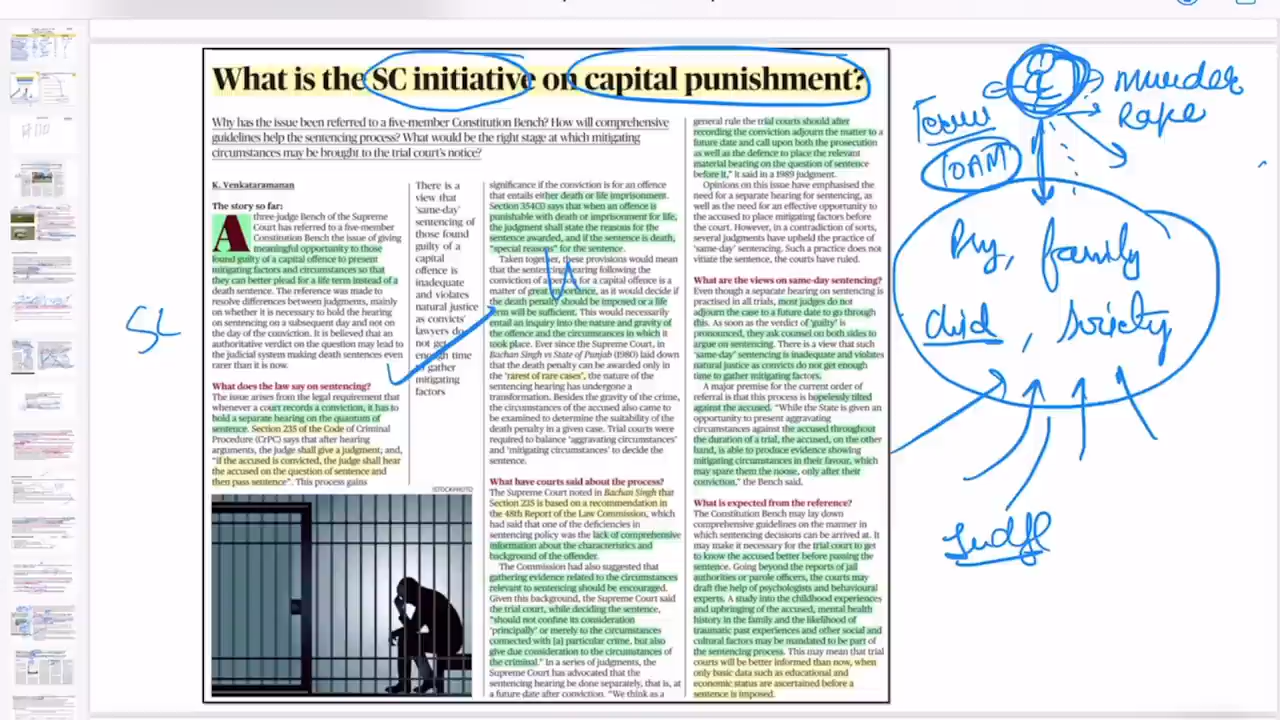 What is the SC initiative on capital punishment?
Why has the issue been referred to a five-member Constitution Bench? How will comprehensive
guidelines help the sentencing process? What would be the right stage at which mitigating
circumstances may be brought to the trial court's notice?
K. Venkataramanan
The story so far:
A three-judge Bench of the Supreme
Court has referred to a five-member
Constitution Bench the issue of giving
meaningful opportunity to those
found guilty of a capital offence to present
mitigating factors and circumstances so that
they can better plead for a life term instead of a
death sentence. The reference was made to
resolve differences between judgments, mainly
on whether it is necessary to hold the hearing
on sentencing on a subsequent day and not on
the day of the conviction. It is believed that an
authoritative verdict on the question may lead to
the judicial system making death sentences even
rarer than it is now.
What does the law say on sentencing?
The issue arises from the legal requirement that
whenever a court records a conviction, it has to
hold a separate hearing on the quantum of
sentence. Section 235 of the Code of Criminal
Procedure (CrPC) says that after hearing
arguments, the judge shall give a judgment; and,
"if the accused is convicted, the judge shall hear
the accused on the question of sentence and
then pass sentence". This process gains
ISTOCKPHOTO
There is a
view that
'same-day'
sentencing of
those found
guilty of a
capital
offence is
inadequate
and violates
natural justice
as convicts'
lawyers do
not get
enough time
to gather
mitigating
factors
significance if the conviction is for an offence
that entails either death or life imprisonment.
Section 354(3) says that when an offence is
punishable with death or imprisonment for life,
the judgment shall state the reasons for the
sentence awarded, and if the sentence is death,
"special reasons" for the sentence.
Taken together, these provisions would mean
that the sentencing hearing following the
conviction of a person for a capital offence is a
matter of great importance, as it would decide if
the death penalty should be imposed or a life
term will be sufficient. This would necessarily
entail an inquiry into the nature and gravity of
the offence and the circumstances in which it
took place. Ever since the Supreme Court, in
Bachan Singh vs State of Punjab (1980) laid down
that the death penalty can be awarded only in
the 'rarest of rare cases', the nature of the
sentencing hearing has undergone a
transformation. Besides the gravity of the crime,
the circumstances of the accused also came to
be examined to determine the suitability of the
death penalty in a given case. Trial courts were
required to balance 'aggravating circumstances'
and 'mitigating circumstances' to decide the
sentence.
What have courts said about the process?
The Supreme Court noted in Bachan Singh that
Section 235 is based on a recommendation in
the 48th Report of the Law Commission, which
had said that one of the deficiencies in
sentencing policy was the lack of comprehensive
information about the characteristics and
background of the offender.
The Commission had also suggested that
gathering evidence related to the circumstances
relevant to sentencing should be encouraged.
Given this background, the Supreme Court said
the trial court, while deciding the sentence,
"should not confine its consideration
'principally' or merely to the circumstances
connected with [a] particular crime, but also
give due consideration to the circumstances of
the criminal." In a series of judgments, the
Supreme Court has advocated that the
sentencing hearing be done separately, that is, at
a future date after conviction. "We think as a
general rule the trial courts should after
recording the conviction adjourn the matter to a
future date and call upon both the prosecution
as well as the defence to place the relevant
material bearing on the question of sentence
before it," it said in a 1989 judgment.
Opinions on this issue have emphasised the
need for a separate hearing on sentencing, as
well as the need for an effective opportunity to
the accused to place mitigating factors before
the court. However, in a contradiction of sorts,
several judgments have upheld the practice of
'same-day' sentencing. Such a practice does not
vitiate the sentence, the courts have ruled.
What are the views on same-day sentencing?
Even though a separate hearing on sentencing is
practised in all trials, most judges do not
adjourn the case to a future date to go through
this. As soon as the verdict of 'guilty' is
pronounced, they ask counsel on both sides to
argue on sentencing. There is a view that such
'same-day' sentencing is inadequate and violates
natural justice as convicts do not get enough
time to gather mitigating factors.
A major premise for the current order of
referral is that this process is hopelessly tilted
against the accused. "While the State is given an
opportunity to present aggravating
circumstances against the accused throughout
the duration of a trial, the accused, on the other
hand, is able to produce evidence showing
mitigating circumstances in their favour, which
may spare them the noose, only after their
conviction," the Bench said.
What is expected from the reference?
The Constitution Bench may lay down
comprehensive guidelines on the manner in
which sentencing decisions can be arrived at. It
may make it necessary for the trial court to get
to know the accused better before passing the
sentence. Going beyond the reports of jail
authorities or parole officers, the courts may
draft the help of psychologists and behavioural
experts. A study into the childhood experiences
and upbringing of the accused, mental health
history in the family and the likelihood of
traumatic past experiences and other social and
cultural factors may be mandated to be part of
the sentencing process. This may mean that trial
courts will be better informed than now, when
only basic data such as educational and
economic status are ascertained before a
sentence is imposed.
SC
murder
Rape
10AM
family
child, society
Judge